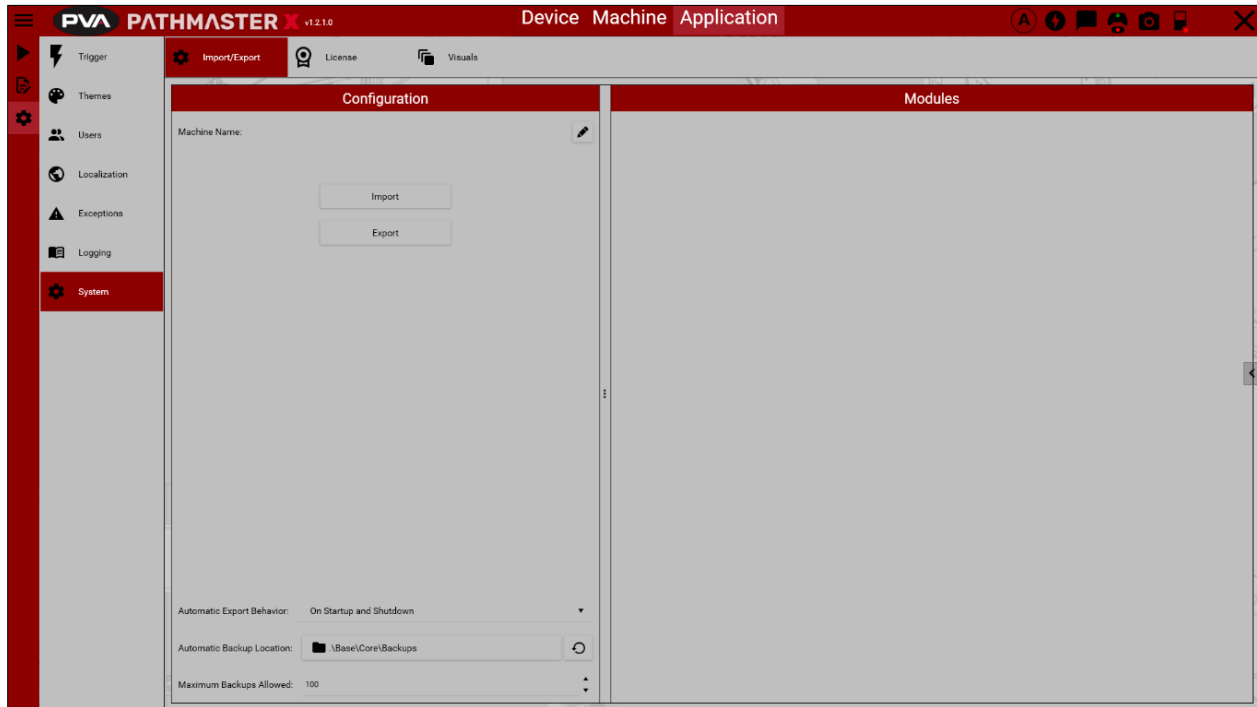 PVA PATHMASTER X v1.2.1.0 Device Machine Application A
Trigger Import/Export License Visuals
Themes
Configuration Modules
Users Machine Name:
Localization
Import
Exceptions
Export
Logging
System
Automatic Export Behavior: On Startup and Shutdown
Automatic Backup Location: .\Base\Core\Backups
Maximum Backups Allowed: 100